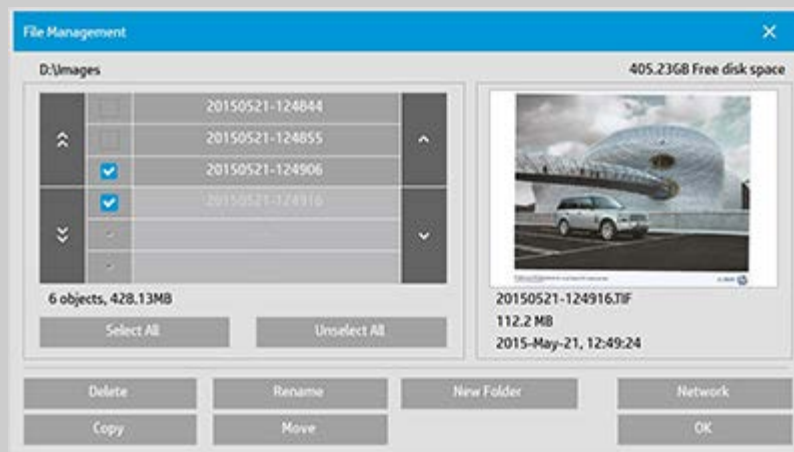 File Management
D:\Images
405.23GB Free disk space
20150521-124844
20150521-124855
20150521-124906
20150521-124916
6 objects, 428.13MB
Select All
Unselect All
20150521-124916.TIF
112.2 MB
2015-May-21, 12:49:24
Delete
Rename
New Folder
Network
Copy
Move
OK